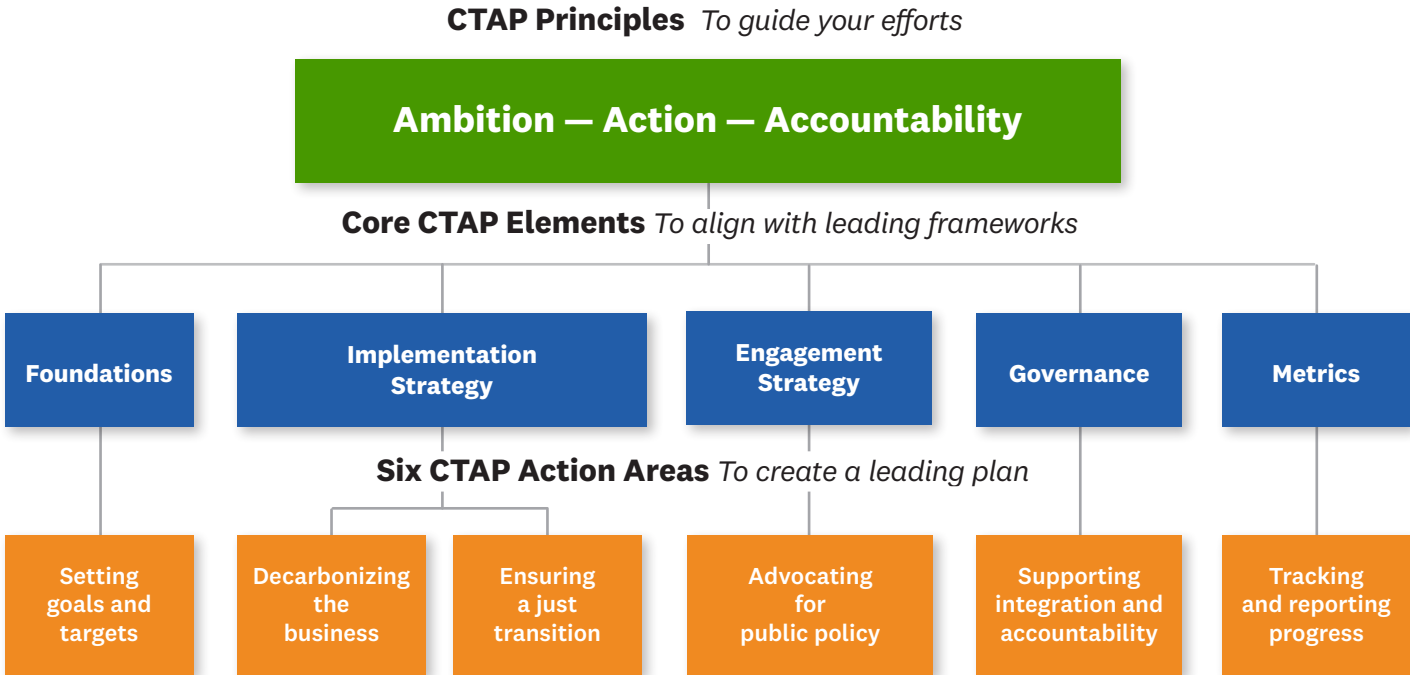 CTAP Principles To guide your efforts
Ambition — Action — Accountability
Core CTAP Elements To align with leading frameworks
Foundations
Implementation
Strategy
Engagement
Strategy
Governance
Metrics
Six CTAP Action Areas To create a leading plan
Setting
goals and
targets
Decarbonizing
the
business
Ensuring
a just
transition
Advocating
for
public policy
Supporting
integration and
accountability
Tracking
and reporting
progress